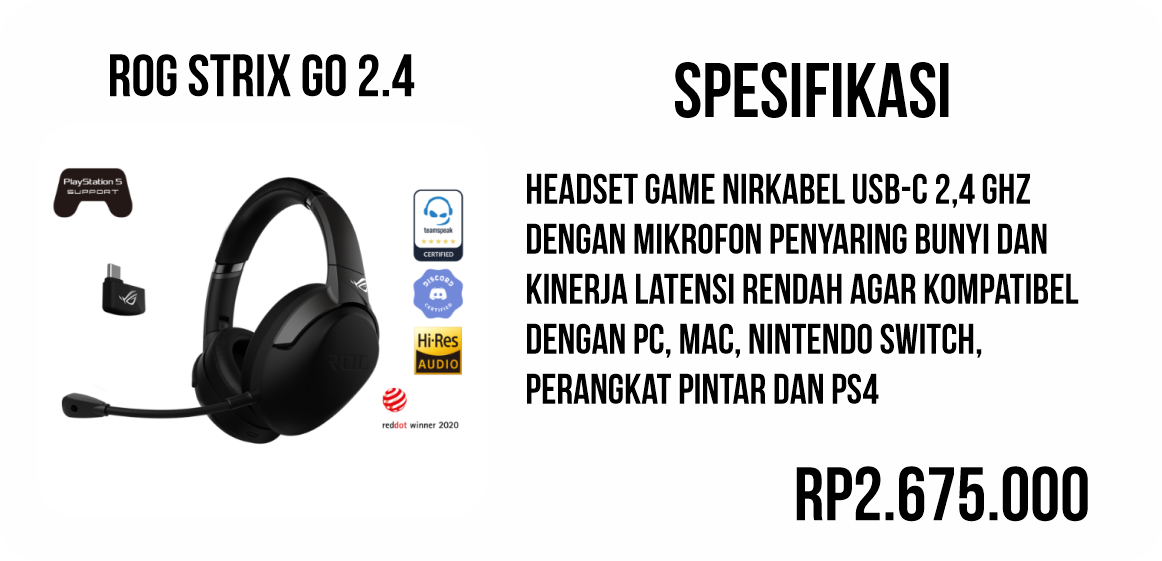 ROG STRIX GO 2.4
PlayStation 5
SUPPORT
teamspeak
CERTIFIED
DISCORD
CERTIFIED
Hi-Res
AUDIO
reddot winner 2020
ROG
SPESIFIKASI
HEADSET GAME NIRKABEL USB-C 2,4 GHZ
DENGAN MIKROFON PENYARING BUNYI DAN
KINERJA LATENSI RENDAH AGAR KOMPATIBEL
DENGAN PC, MAC, NINTENDO SWITCH,
PERANGKAT PINTAR DAN PS4
RP2.675.000